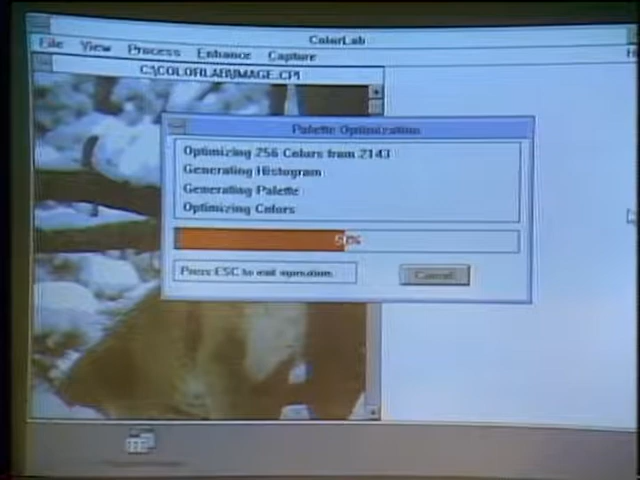 ColorLab
File View Process Enhance Capture
C:\COLORLAB\IMAGE.CPI
Palette Optimization
Optimizing 256 Colors from 2143
Generating Histogram
Generating Palette
Optimizing Colors
50%
Press ESC to exit operation
Cancel